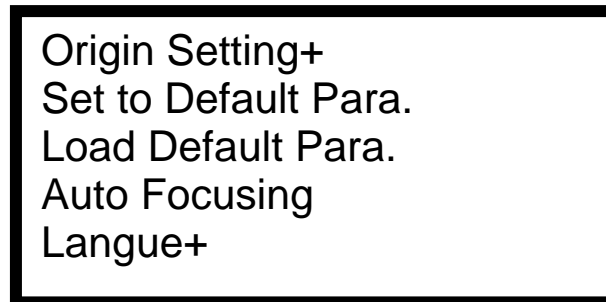 Origin Setting+
Set to Default Para.
Load Default Para.
Auto Focusing
Langue+